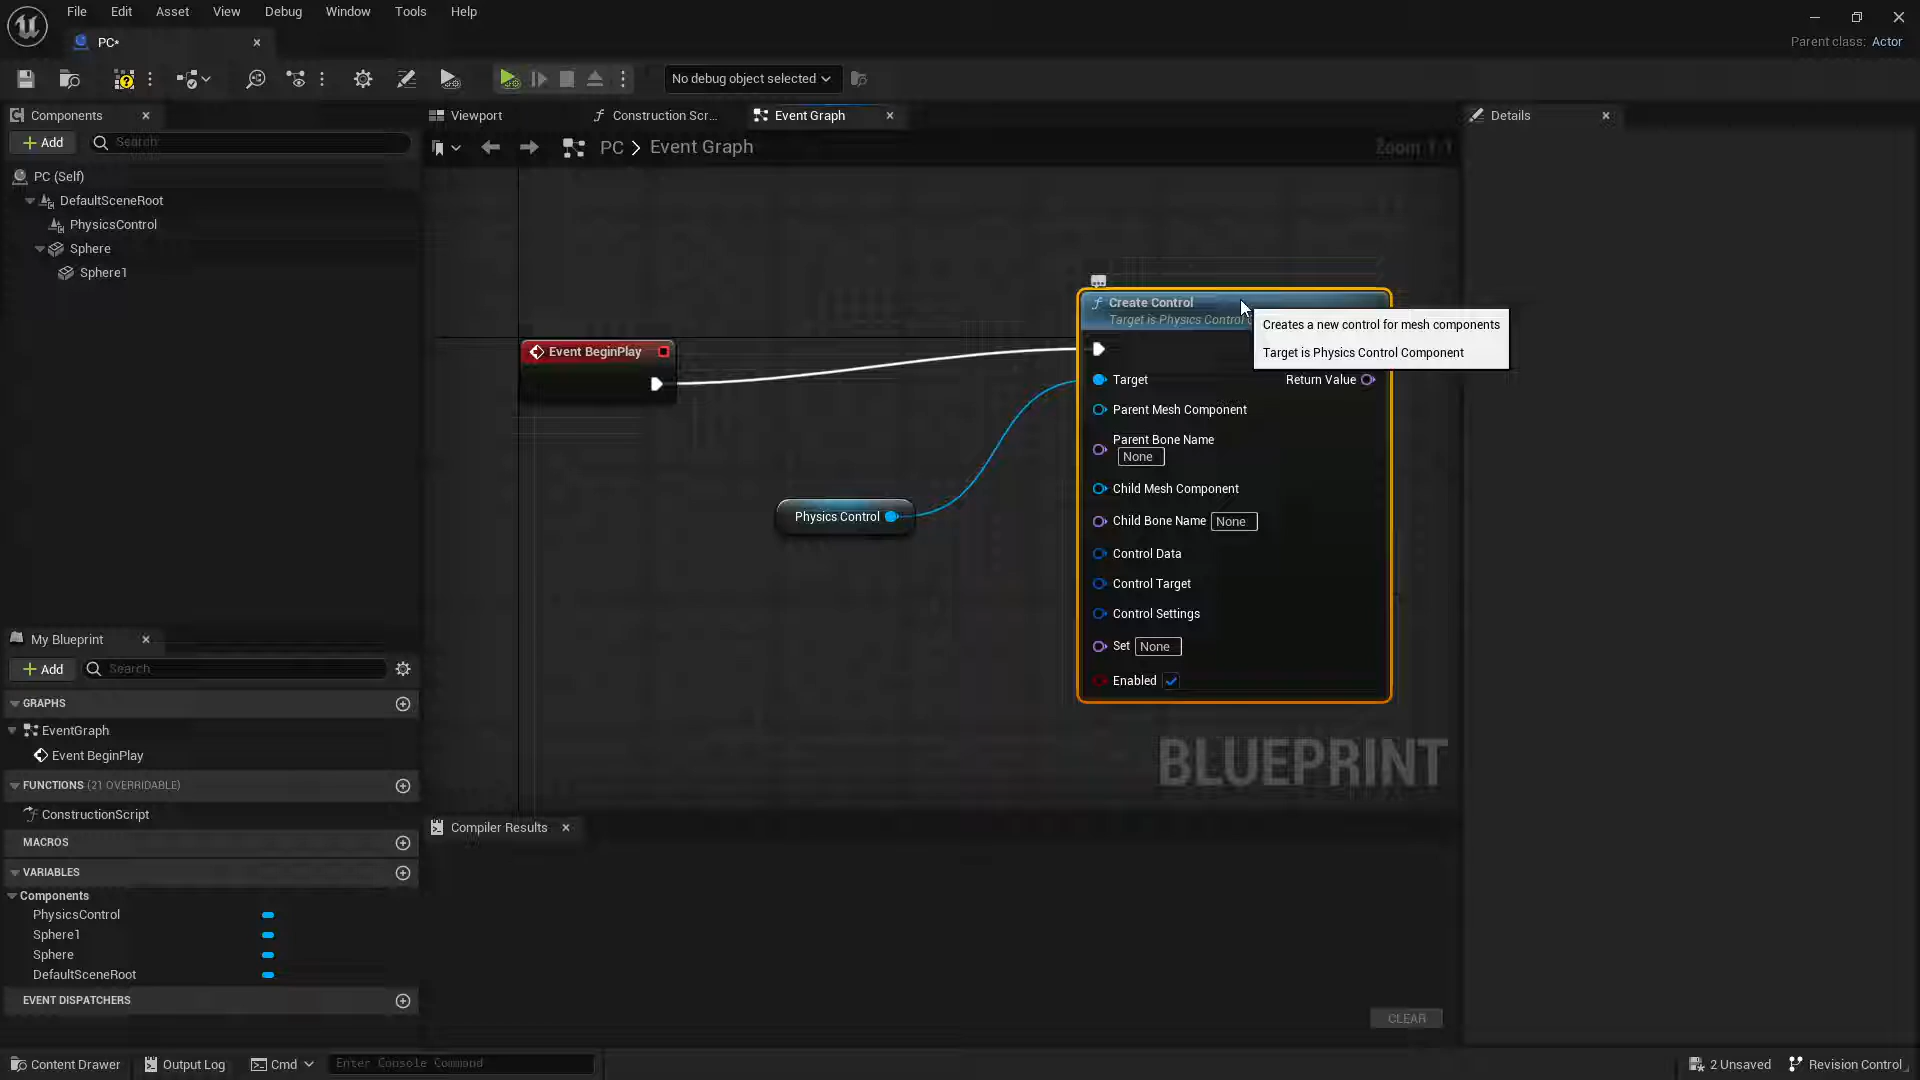 File Edit View Debug Window Tools Help
PC*
Parent class: Actor
No debug object selected
Components
Viewport
Construction Scr...
Event Graph
Details
Add
Search
PC > Event Graph
Zoom 1:1
PC (Self)
DefaultSceneRoot
PhysicsControl
Sphere
Sphere1
Create Control
Target is Physics Control C
Creates a new control for mesh components
Target is Physics Control Component
Event BeginPlay
Target
Return Value
Parent Mesh Component
Parent Bone Name
None
Child Mesh Component
Physics Control
Child Bone Name None
Control Data
Control Target
Control Settings
Set None
Enabled
BLUEPRINT
My Blueprint
Add
Search
GRAPHS
EventGraph
Event BeginPlay
FUNCTIONS (21 OVERRIDABLE)
ConstructionScript
MACROS
VARIABLES
Components
PhysicsControl
Sphere1
Sphere
DefaultSceneRoot
EVENT DISPATCHERS
Compiler Results
CLEAR
Content Drawer
Output Log
Cmd
Enter Console Command
2 Unsaved
Revision Control